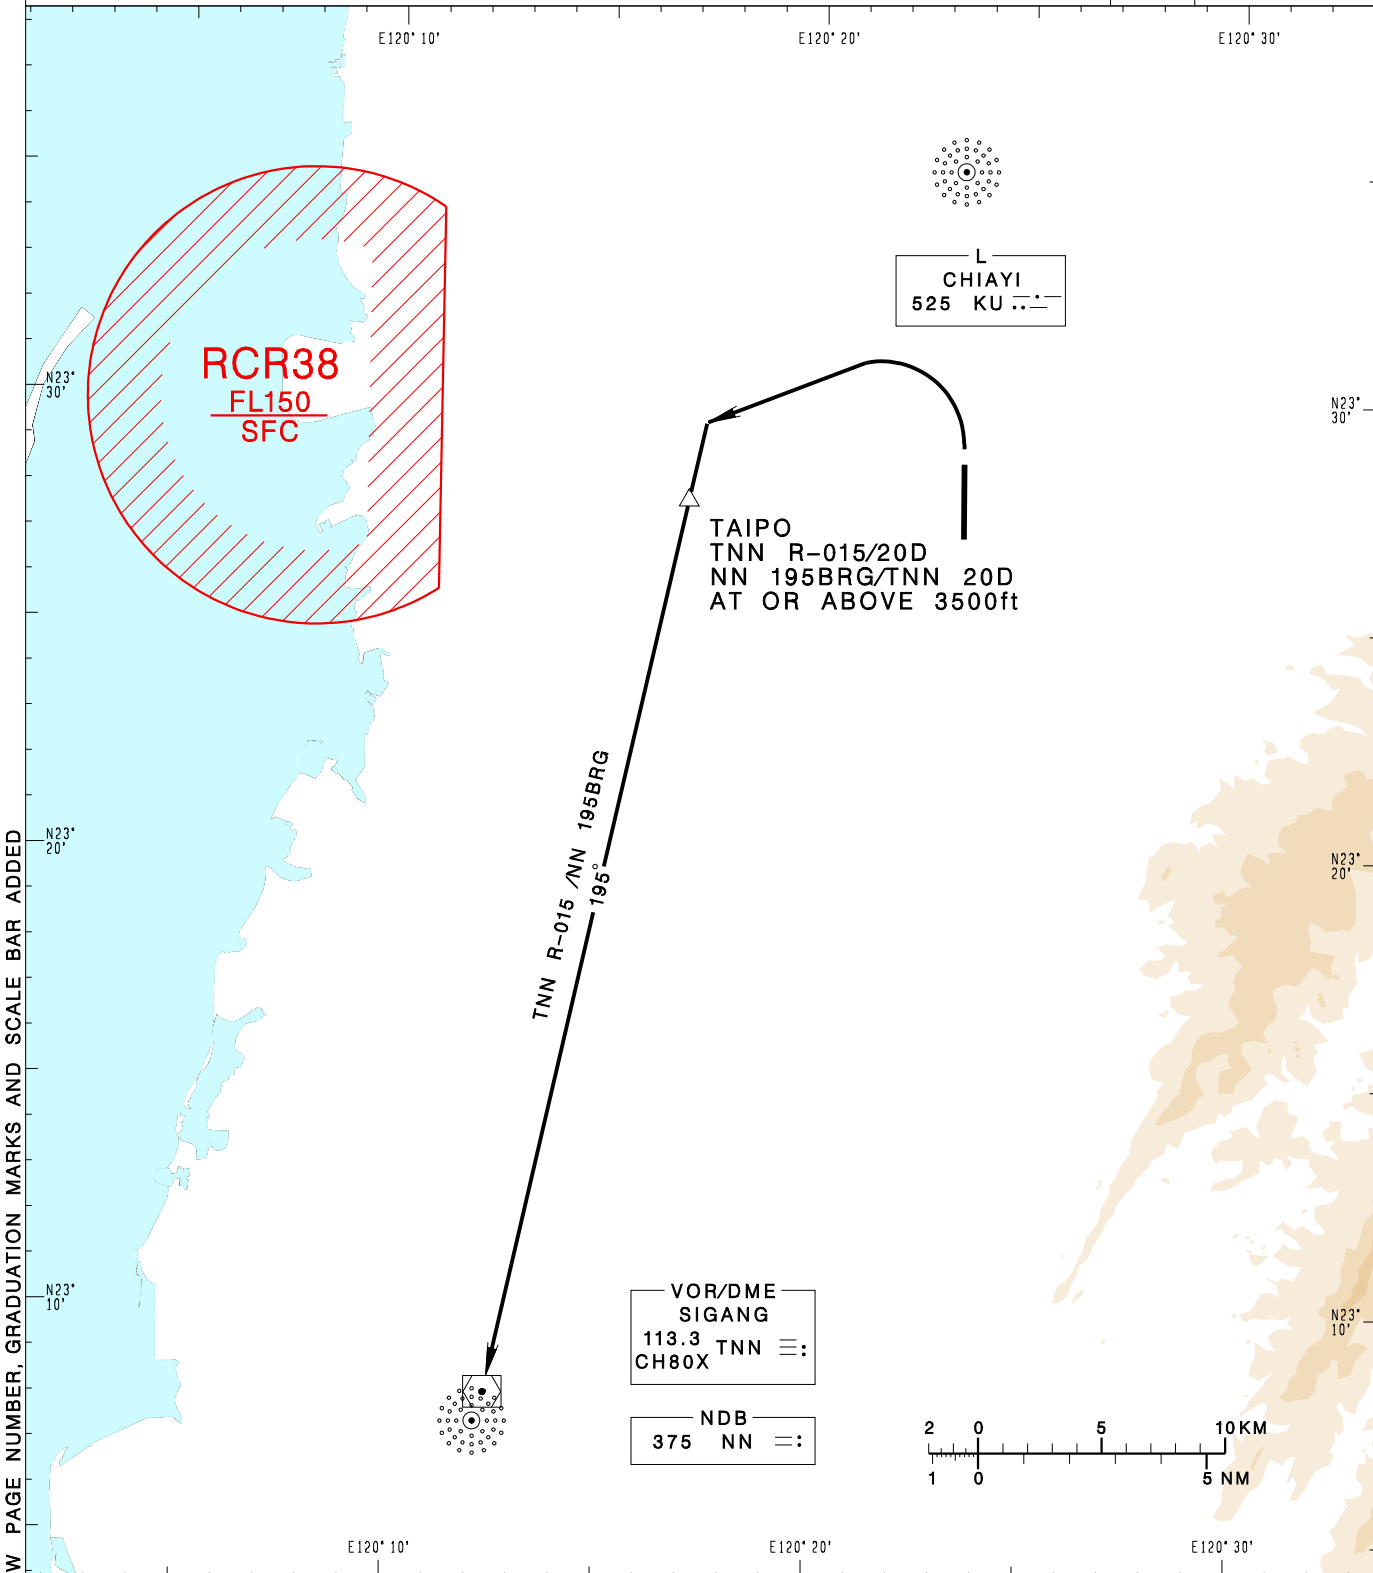 E120° 10'
E120° 20'
E120° 30'
L
CHIAYI
525 KU
RCR38
FL150
SFC
N23°
30'
N23°
30'
TAIPO
TNN R-015/20D
NN 195BRG/TNN 20D
AT OR ABOVE 3500ft
TNN R-015 /NN 195BRG
195°
N23°
20'
N23°
20'
W PAGE NUMBER, GRADUATION MARKS AND SCALE BAR ADDED
N23°
10'
N23°
10'
VOR/DME
SIGANG
113.3 TNN
CH80X
NDB
375 NN
2 0 5 10 KM
1 0 5 NM
E120° 10'
E120° 20'
E120° 30'